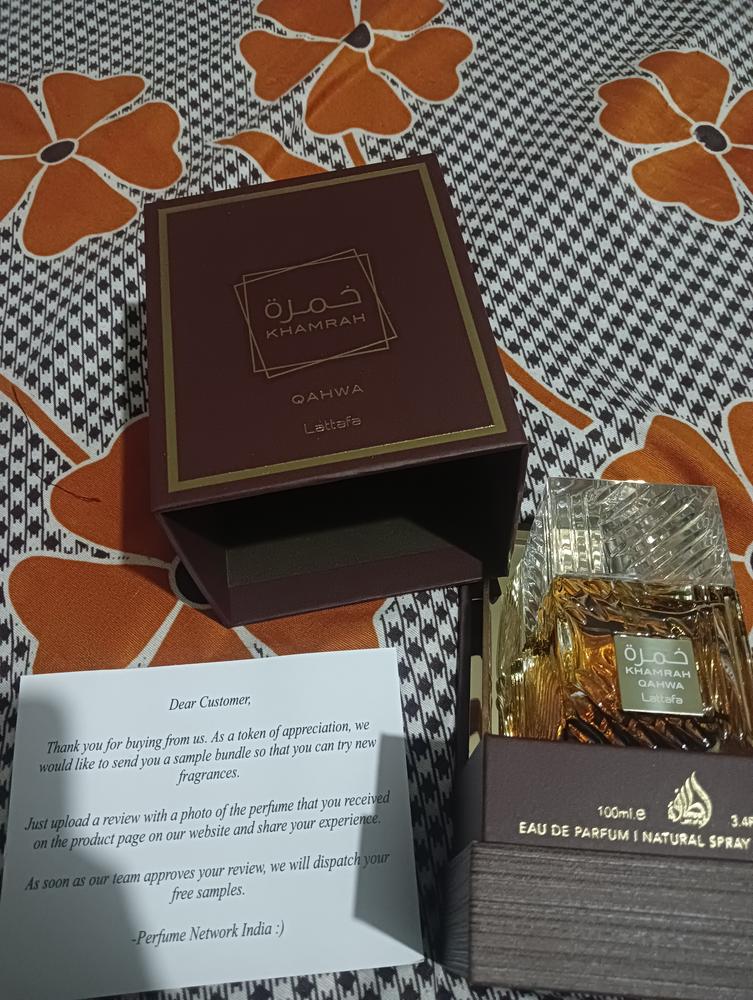 خمرة
KHAMRAH
QAHWA
Lattafa
خمرة
KHAMRAH
QAHWA
Lattafa
100ml.e
EAU DE PARFUM I NATURAL SPRAY
Dear Customer,
Thank you for buying from us. As a token of appreciation, we
would like to send you a sample bundle so that you can try new
fragrances.
Just upload a review with a photo of the perfume that you received
on the product page on our website and share your experience.
As soon as our team approves your review, we will dispatch your
free samples.
-Perfume Network India :)